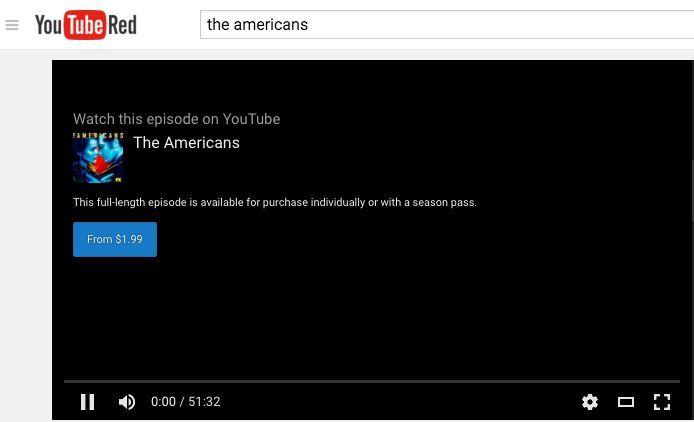 YouTube Red
the americans
Watch this episode on YouTube
THE AMERICANS
FX
The Americans
This full-length episode is available for purchase individually or with a season pass.
From $1.99
0:00 / 51:32